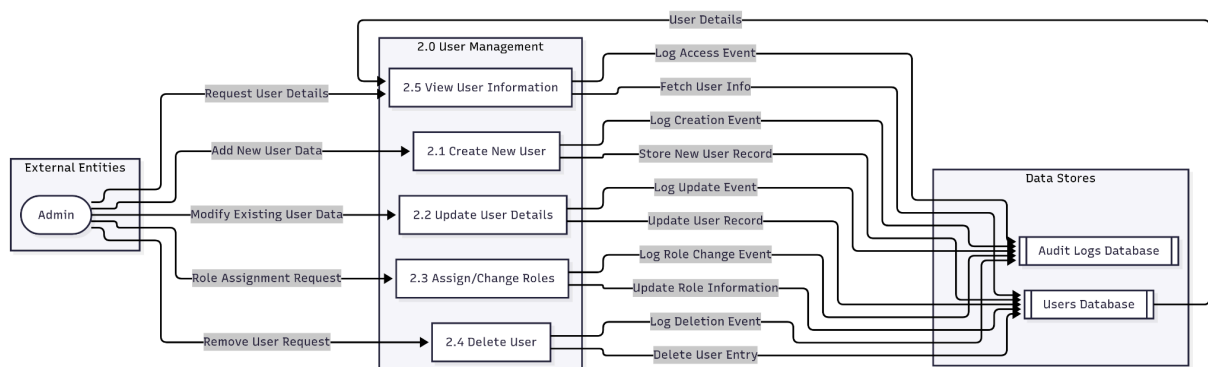 User Details
2.0 User Management
Log Access Event
2.5 View User Information
Fetch User Info
Request User Details
Log Creation Event
Add New User Data
2.1 Create New User
Store New User Record
External Entities
Data Stores
Log Update Event
Admin
Modify Existing User Data
2.2 Update User Details
Update User Record
Audit Logs Database
Log Role Change Event
Role Assignment Request
2.3 Assign/Change Roles
Update Role Information
Users Database
Log Deletion Event
Remove User Request
2.4 Delete User
Delete User Entry